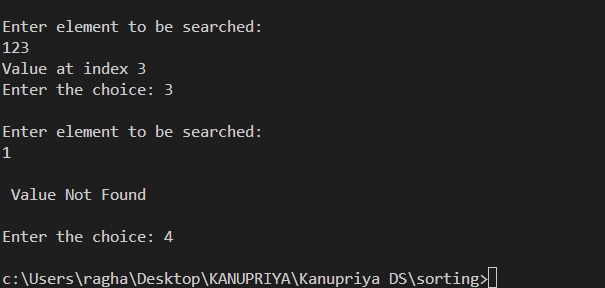 Enter element to be searched:
123
Value at index 3
Enter the choice: 3
Enter element to be searched:
1
Value Not Found
Enter the choice: 4
c:\Users\ragha\Desktop\KANUPRIYA\Kanupriya DS\sorting>